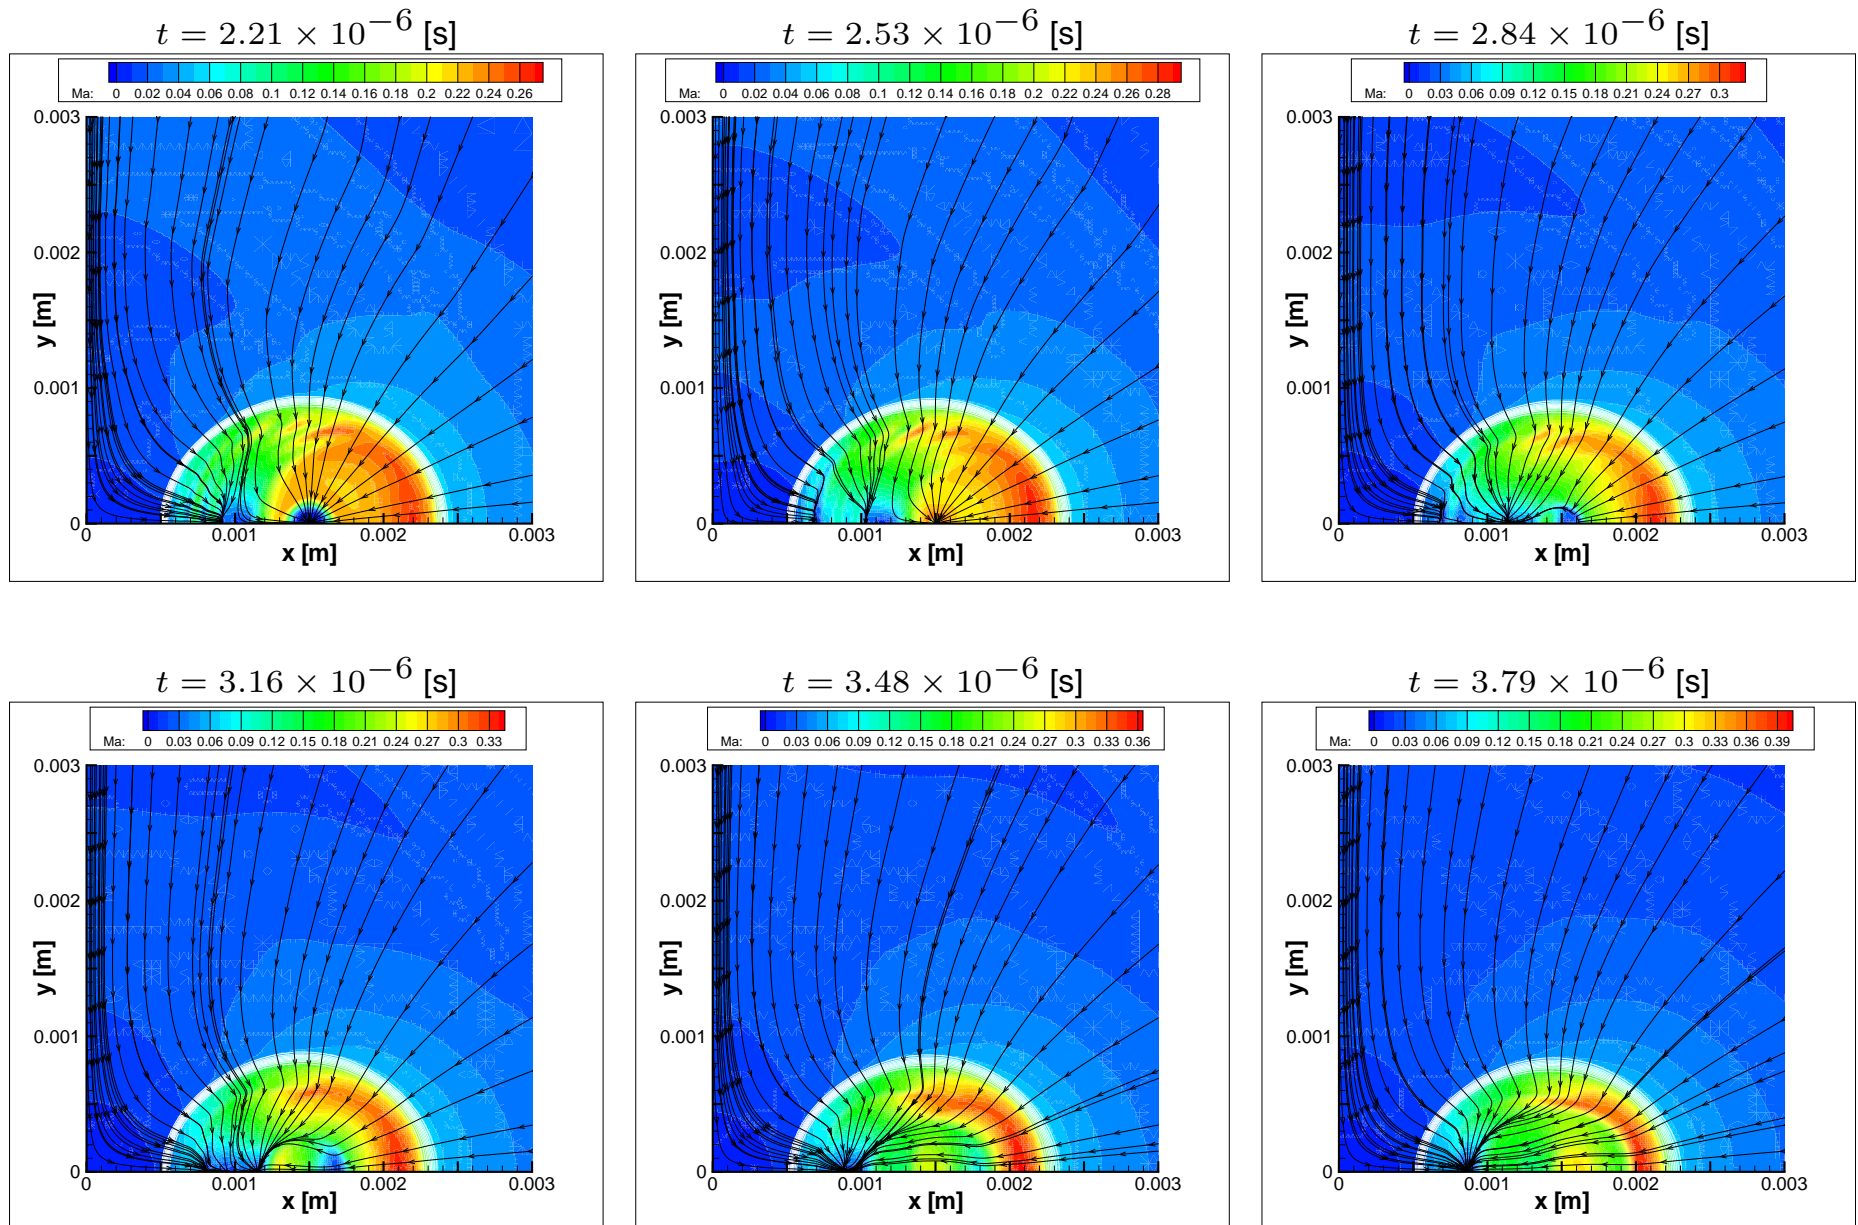 t = 2.21 × 10⁻⁶ [s]
Ma: 0 0.02 0.04 0.06 0.08 0.1 0.12 0.14 0.16 0.18 0.2 0.22 0.24 0.26
0.003
0.002
0.001
0
y [m]
0 0.001 0.002 0.003
x [m]
t = 2.53 × 10⁻⁶ [s]
Ma: 0 0.02 0.04 0.06 0.08 0.1 0.12 0.14 0.16 0.18 0.2 0.22 0.24 0.26 0.28
0.003
0.002
0.001
0
y [m]
0 0.001 0.002 0.003
x [m]
t = 2.84 × 10⁻⁶ [s]
Ma: 0 0.03 0.06 0.09 0.12 0.15 0.18 0.21 0.24 0.27 0.3
0.003
0.002
0.001
0
y [m]
0 0.001 0.002 0.003
x [m]
t = 3.16 × 10⁻⁶ [s]
Ma: 0 0.03 0.06 0.09 0.12 0.15 0.18 0.21 0.24 0.27 0.3 0.33
0.003
0.002
0.001
0
y [m]
0 0.001 0.002 0.003
x [m]
t = 3.48 × 10⁻⁶ [s]
Ma: 0 0.03 0.06 0.09 0.12 0.15 0.18 0.21 0.24 0.27 0.3 0.33 0.36
0.003
0.002
0.001
0
y [m]
0 0.001 0.002 0.003
x [m]
t = 3.79 × 10⁻⁶ [s]
Ma: 0 0.03 0.06 0.09 0.12 0.15 0.18 0.21 0.24 0.27 0.3 0.33 0.36 0.39
0.003
0.002
0.001
0
y [m]
0 0.001 0.002 0.003
x [m]